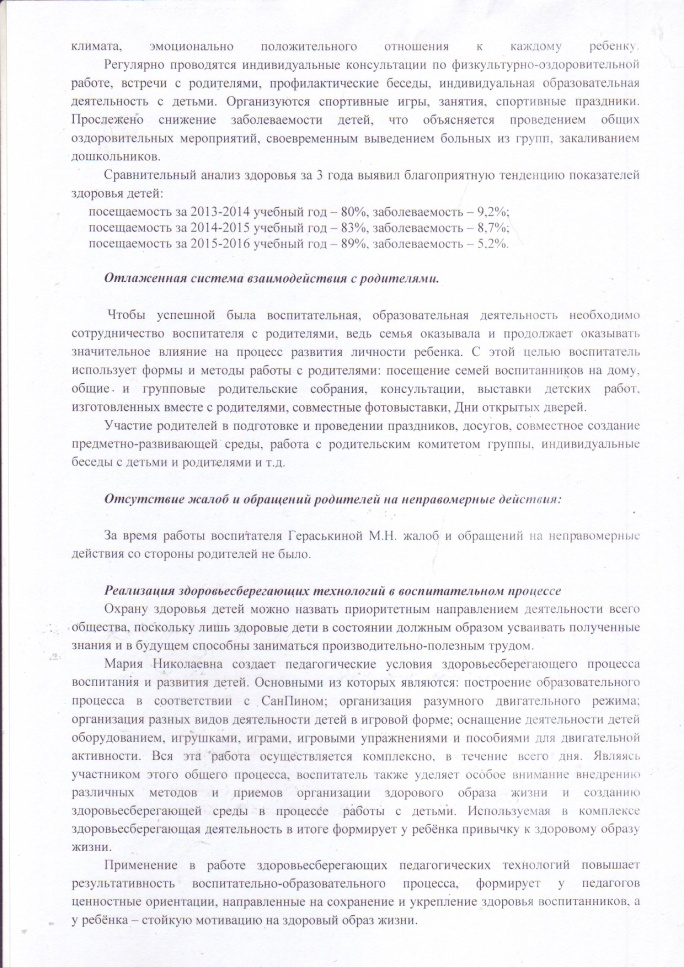 климата, эмоционально положительного отношения к каждому ребенку.
Регулярно проводятся индивидуальные консультации по физкультурно-оздоровительной
работе, встречи с родителями, профилактические беседы, индивидуальная образовательная
деятельность с детьми. Организуются спортивные игры, занятия, спортивные праздники.
Прослежено снижение заболеваемости детей, что объясняется проведением общих
оздоровительных мероприятий, своевременным выведением больных из групп, закаливанием
дошкольников.
Сравнительный анализ здоровья за 3 года выявил благоприятную тенденцию показателей
здоровья детей:
посещаемость за 2013-2014 учебный год – 80%, заболеваемость – 9,2%;
посещаемость за 2014-2015 учебный год – 83%, заболеваемость – 8,7%;
посещаемость за 2015-2016 учебный год – 89%, заболеваемость – 5,2%.
Отлаженная система взаимодействия с родителями.
Чтобы успешной была воспитательная, образовательная деятельность необходимо
сотрудничество воспитателя с родителями, ведь семья оказывала и продолжает оказывать
значительное влияние на процесс развития личности ребенка. С этой целью воспитатель
использует формы и методы работы с родителями: посещение семей воспитанников на дому,
общие и групповые родительские собрания, консультации, выставки детских работ,
изготовленных вместе с родителями, совместные фотовыставки, Дни открытых дверей.
Участие родителей в подготовке и проведении праздников, досугов, совместное создание
предметно-развивающей среды, работа с родительским комитетом группы, индивидуальные
беседы с детьми и родителями и т.д.
Отсутствие жалоб и обращений родителей на неправомерные действия:
За время работы воспитателя Гераськиной М.Н. жалоб и обращений на неправомерные
действия со стороны родителей не было.
Реализация здоровьесберегающих технологий в воспитательном процессе
Охрану здоровья детей можно назвать приоритетным направлением деятельности всего
общества, поскольку лишь здоровые дети в состоянии должным образом усваивать полученные
знания и в будущем способны заниматься производительно-полезным трудом.
Мария Николаевна создает педагогические условия здоровьесберегающего процесса
воспитания и развития детей. Основными из которых являются: построение образовательного
процесса в соответствии с СанПином; организация разумного двигательного режима;
организация разных видов деятельности детей в игровой форме; оснащение деятельности детей
оборудованием, игрушками, играми, игровыми упражнениями и пособиями для двигательной
активности. Вся эта работа осуществляется комплексно, в течение всего дня. Являясь
участником этого общего процесса, воспитатель также уделяет особое внимание внедрению
различных методов и приемов организации здорового образа жизни и созданию
здоровьесберегающей среды в процессе работы с детьми. Используемая в комплексе
здоровьесберегающая деятельность в итоге формирует у ребёнка привычку к здоровому образу
жизни.
Применение в работе здоровьесберегающих педагогических технологий повышает
результативность воспитательно-образовательного процесса, формирует у педагогов
ценностные ориентации, направленные на сохранение и укрепление здоровья воспитанников, а
у ребёнка – стойкую мотивацию на здоровый образ жизни.